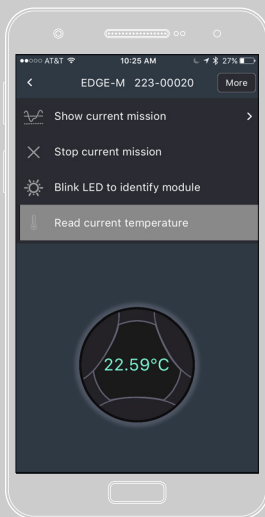 AT&T 10:25 AM 27%
EDGE-M 223-00020 More
Show current mission
Stop current mission
Blink LED to identify module
Read current temperature
22.59°C